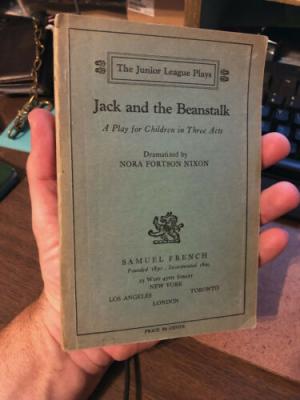 The Junior League Plays
Jack and the Beanstalk
A Play for Children in Three Acts
Dramatized by
NORA FORTSON NIXON
SAMUEL FRENCH
Founded 1830 Incorporated 1899
25 West 45th Street
NEW YORK
LOS ANGELES TORONTO
LONDON
PRICE CENTS